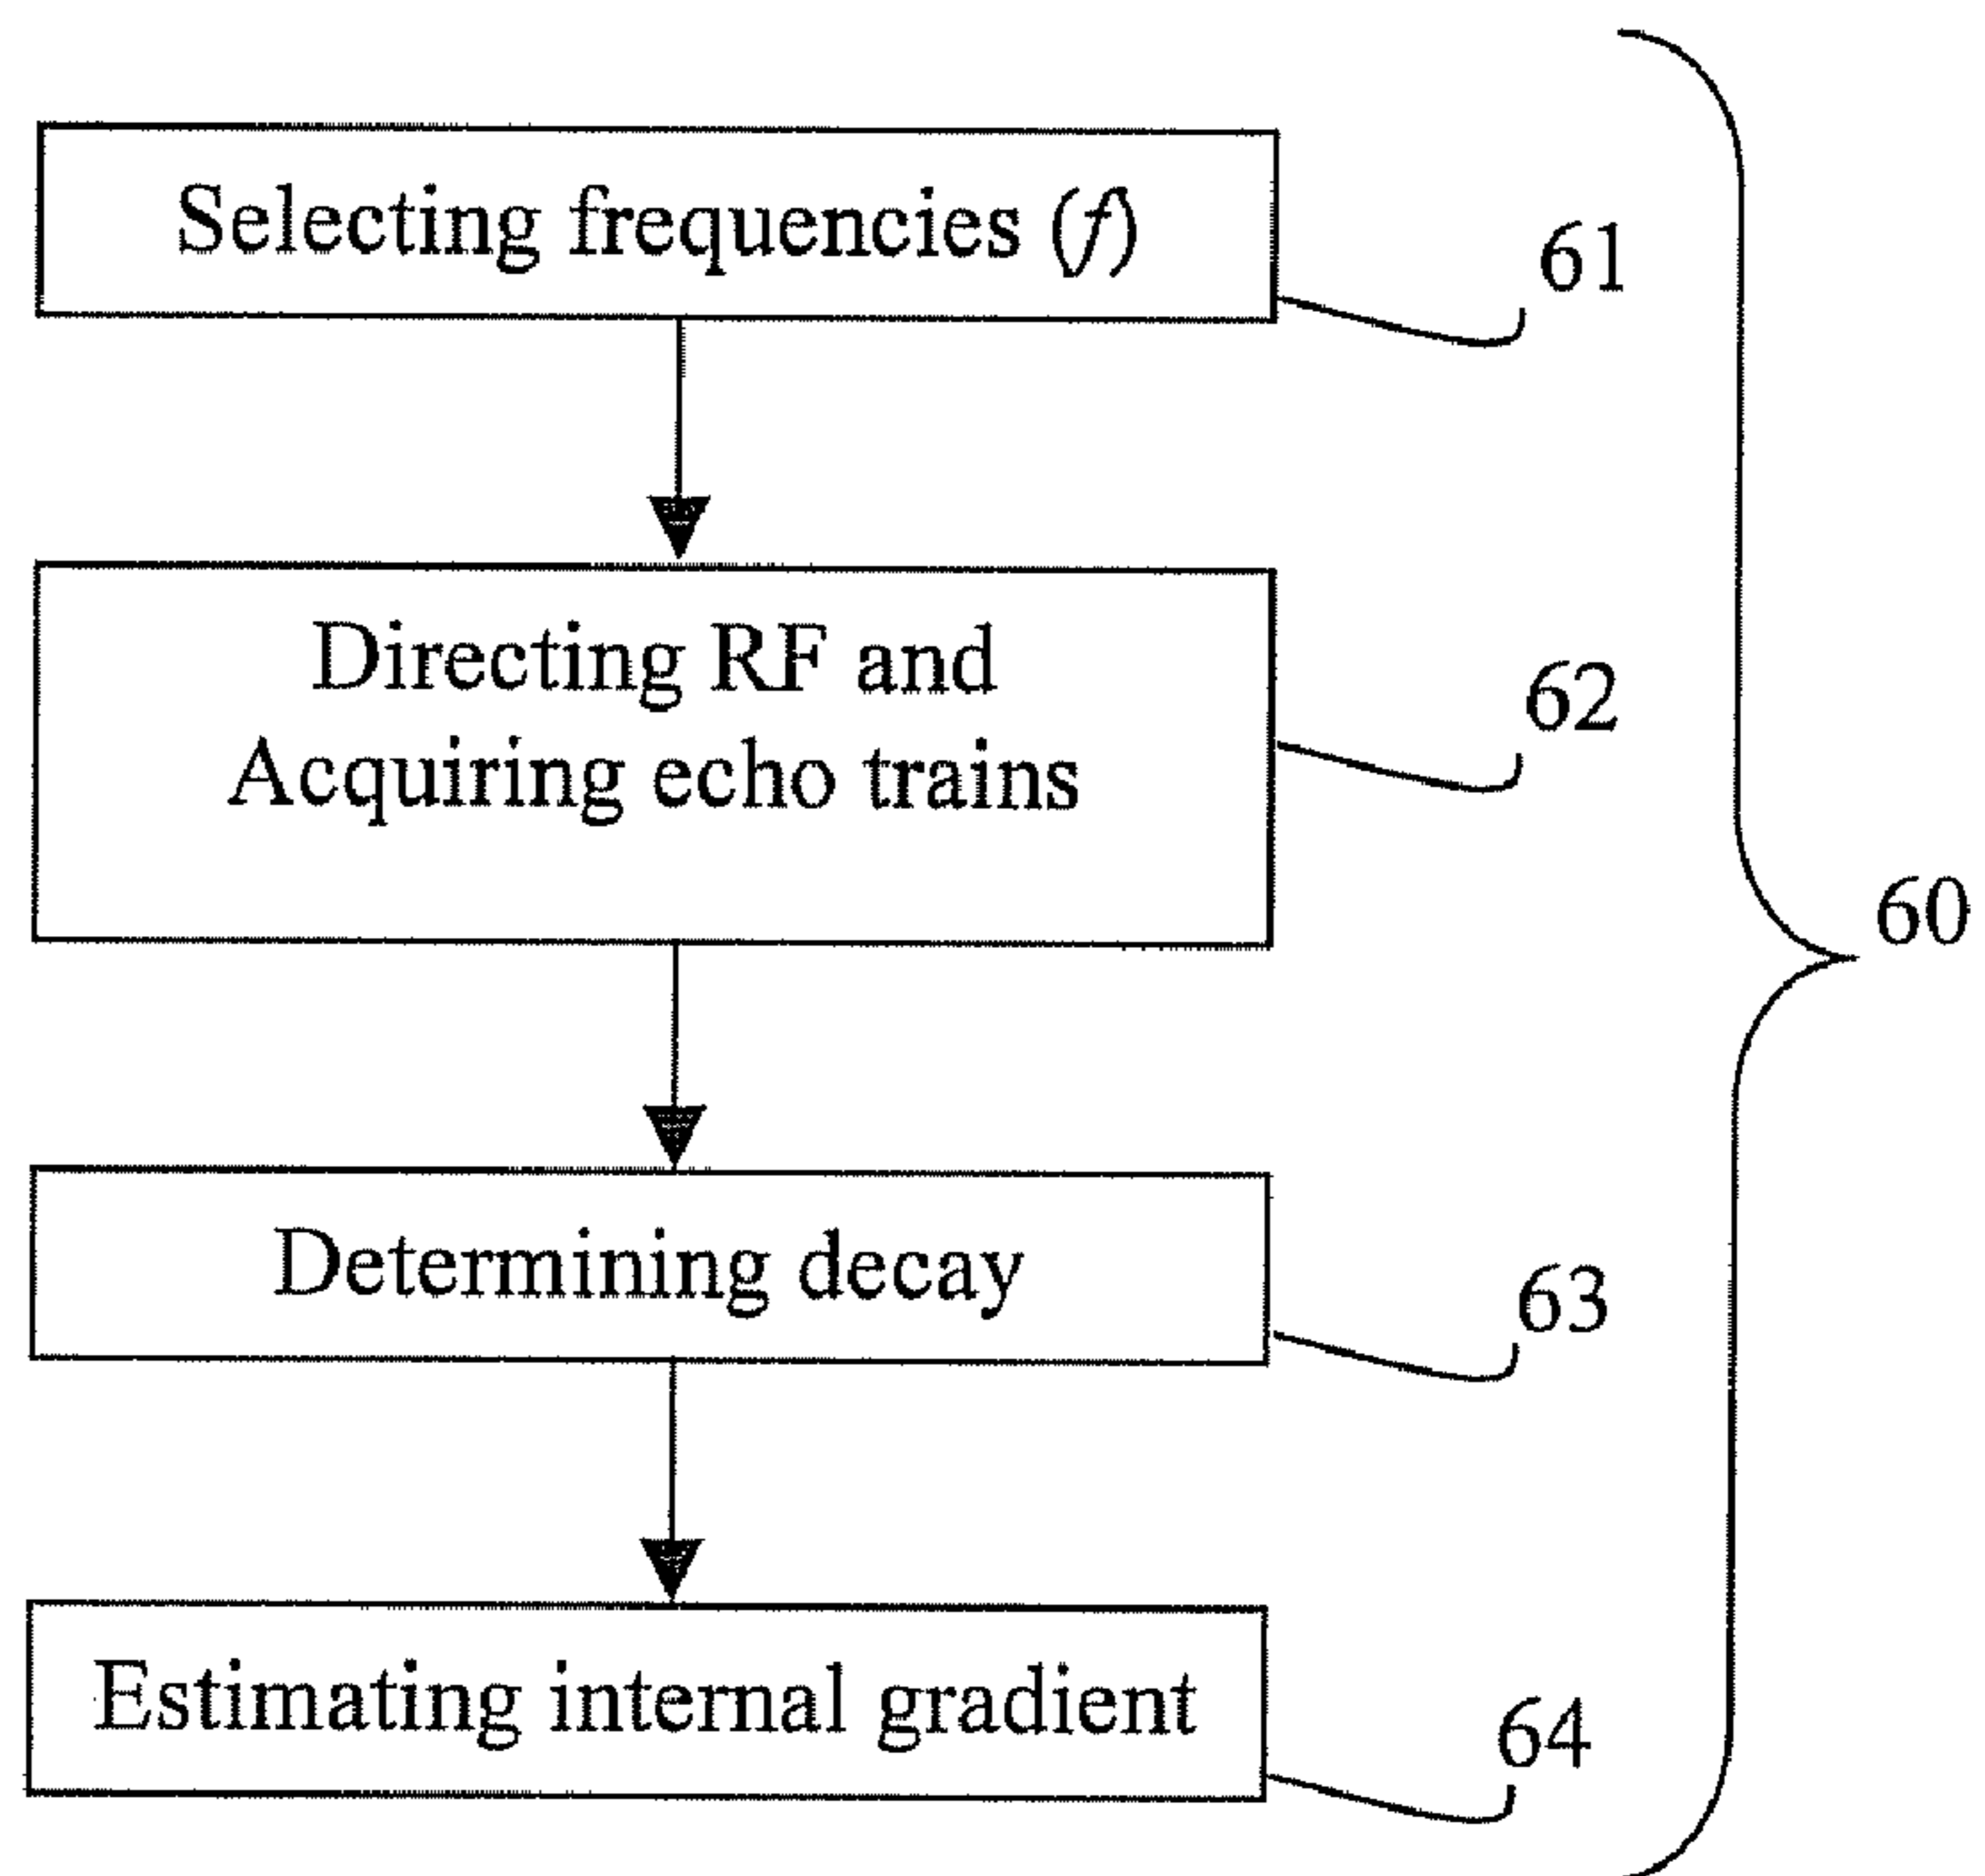 Selecting frequencies (f)
61
Directing RF and
Acquiring echo trains
62
60
Determining decay
63
Estimating internal gradient
64